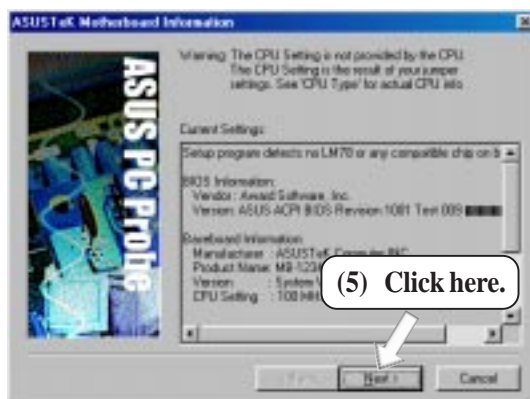 ASUSTeK Motherboard Information
ASUS PC Probe
Warning: The CPU Setting is not provided by the CPU.
The CPU Setting is the result of your jumper
settings. See 'CPU Type' for actual CPU info
Current Settings:
Setup program detects no LM78 or any compatible chip on b
BIOS Information:
Vendor : Award Software, Inc.
Version: ASUS ACPI BIOS Revision 1001 Test 009
Baseboard Information
Manufacturer : ASUSTeK Computer INC.
Product Name: MB-123
Version : System V
CPU Setting : 100 MH
(5) Click here.
Next >
Cancel